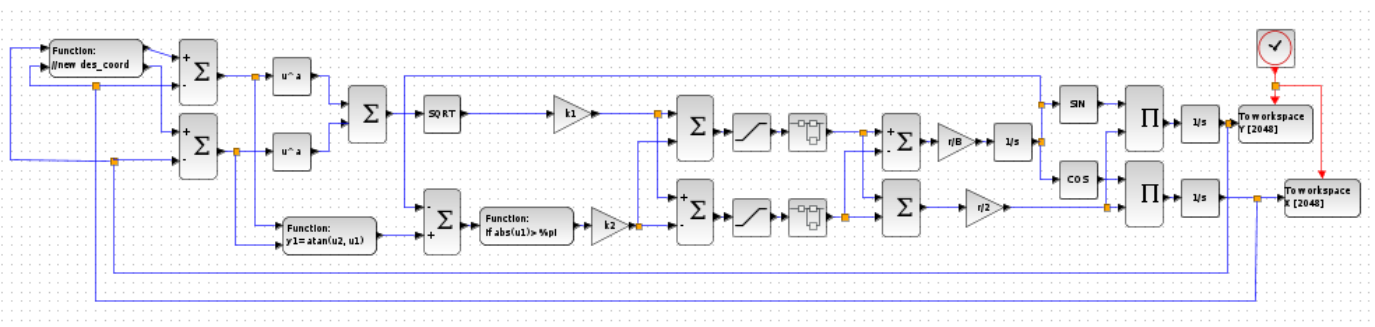 Function:
//new des_coord
+
Σ
-
+
Σ
-
u^a
u^a
Σ
SQRT
k1
Function:
y1=atan(u2, u1)
-
Σ
+
Function:
if abs(u1)> %pi
k2
Σ
+
Σ
-
+
Σ
-
Σ
r/B
r/2
1/s
SIN
COS
Π
Π
1/s
1/s
To workspace
Y [2048]
To workspace
X [2048]